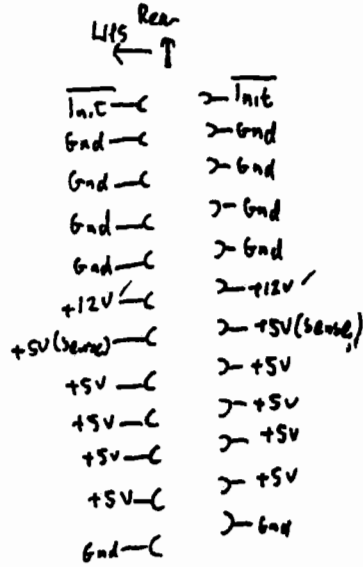 Rear
LHS
Init Init
Gnd Gnd
Gnd Gnd
Gnd Gnd
Gnd Gnd
+12V +12V
+5V(Sense) +5V(Sense)
+5V +5V
+5V +5V
+5V +5V
+5V +5V
Gnd Gnd